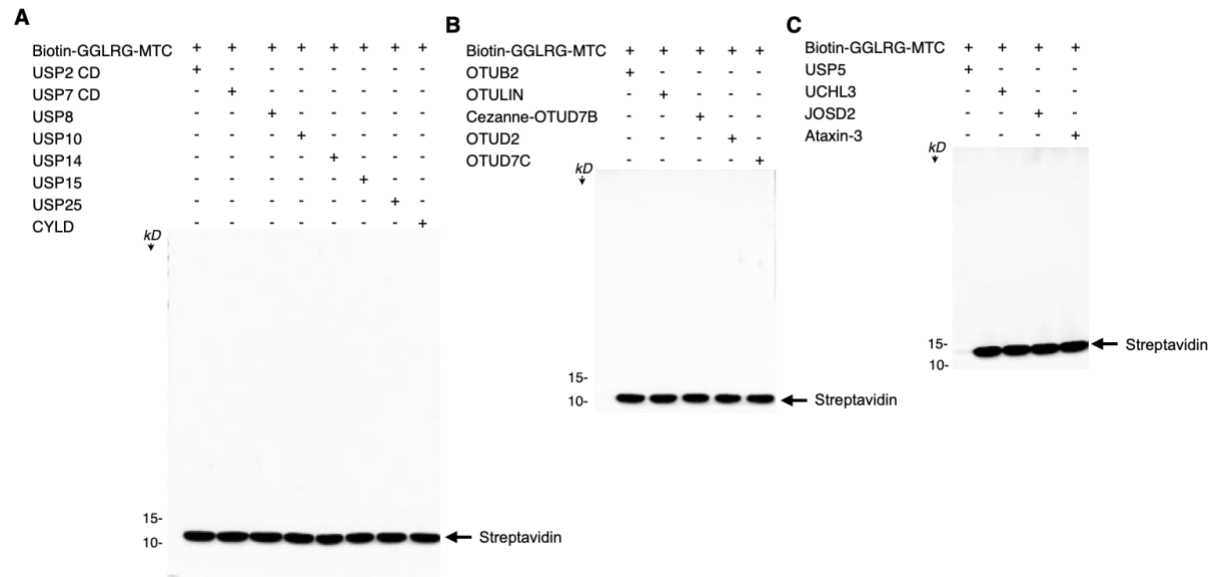 A
Biotin-GGLRG-MTC + + + + + + + +
USP2 CD + - - - - - - -
USP7 CD - + - - - - - -
USP8 - - + - - - - -
USP10 - - - + - - - -
USP14 - - - - + - - -
USP15 - - - - - + - -
USP25 - - - - - - + -
CYLD - - - - - - - +
kD
15-
10-
Streptavidin
B
Biotin-GGLRG-MTC + + + + +
OTUB2 + - - - -
OTULIN - + - - -
Cezanne-OTUD7B - - + - -
OTUD2 - - - + -
OTUD7C - - - - +
kD
15-
10-
Streptavidin
C
Biotin-GGLRG-MTC + + + +
USP5 + - - -
UCHL3 - + - -
JOSD2 - - + -
Ataxin-3 - - - +
kD
15-
10-
Streptavidin